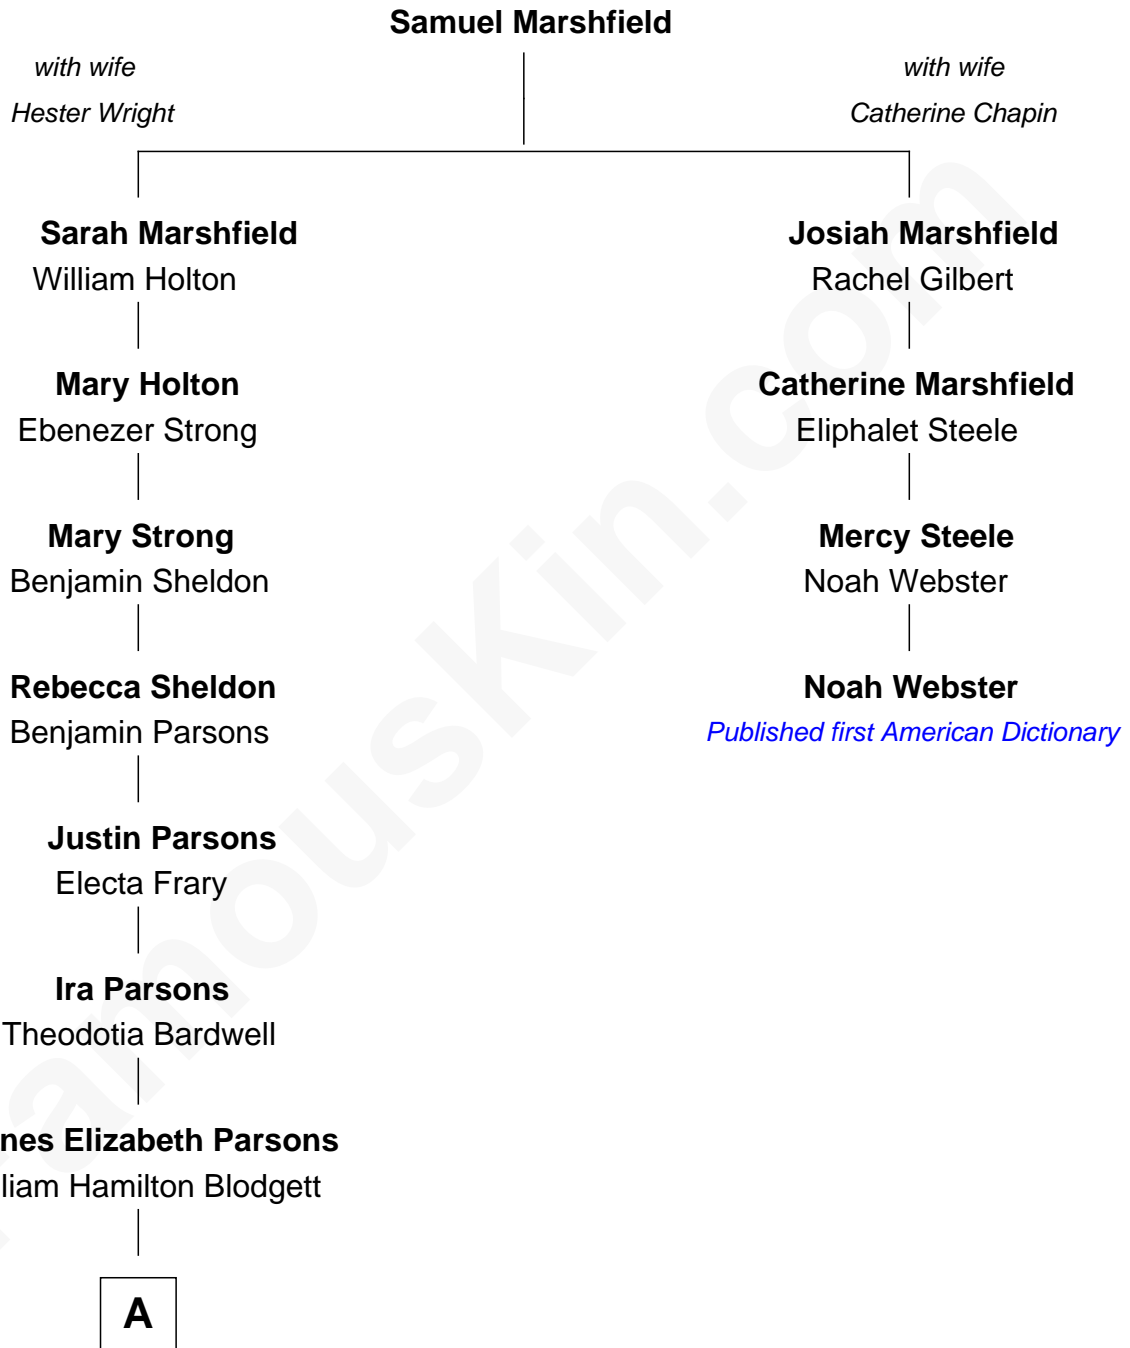 Samuel Marshfield
with wife
Hester Wright
with wife
Catherine Chapin
Sarah Marshfield
William Holton
Josiah Marshfield
Rachel Gilbert
Mary Holton
Ebenezer Strong
Catherine Marshfield
Eliphalet Steele
Mary Strong
Benjamin Sheldon
Mercy Steele
Noah Webster
Rebecca Sheldon
Benjamin Parsons
Noah Webster
Published first American Dictionary
Justin Parsons
Electa Frary
Ira Parsons
Theodotia Bardwell
nes Elizabeth Parsons
liam Hamilton Blodgett
A
FamousKin.com